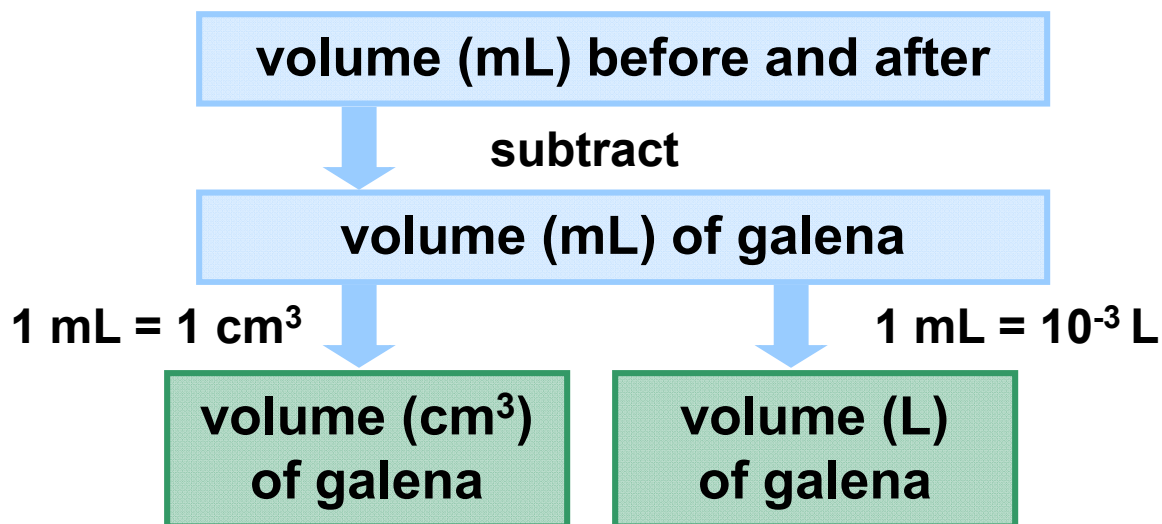 volume (mL) before and after
subtract
volume (mL) of galena
1 mL = 1 cm³
1 mL = 10⁻³ L
volume (cm³)
of galena
volume (L)
of galena